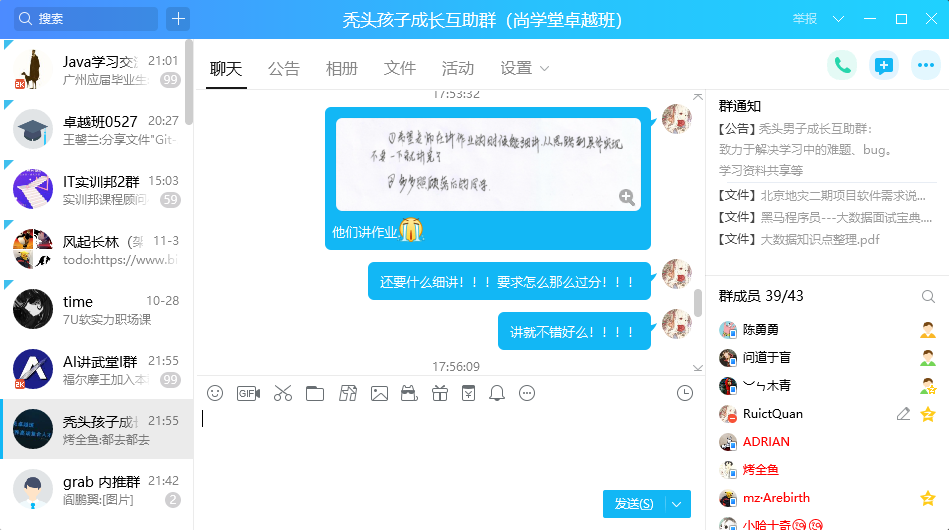 搜索
秃头孩子成长互助群（尚学堂卓越班）
举报
Java学习交
21:01
广州应届毕业生
99
卓越班0527
20:27
王馨兰:分享文件"Git-
IT实训邦2群
15:03
实训邦课程顾问
59
风起长林（架
11-3
todo:https://www.bi
time
10-28
7U软实力职场课
AI讲武堂I群
21:55
福尔摩王加入本
99
秃头孩子成长
21:55
烤全鱼:都去都去
grab 内推群
21:42
阎鹏翼:[图片]
2
聊天 公告 相册 文件 活动 设置
17:53:32
他们讲作业
还要什么细讲！！！要求怎么那么过分！！！
讲就不错好么！！！！
17:56:09
GIF
发送(S)
群通知
【公告】秃头男子成长互助群：
致力于解决学习中的难题、bug。
学习资料共享等
【文件】北京地灾二期项目软件需求说...
【文件】黑马程序员---大数据面试宝典....
【文件】大数据知识点整理.pdf
群成员 39/43
陈勇勇
问道于盲
︶ㄣ木青
RuictQuan
ADRIAN
烤全鱼
mz·Arebirth
小哈士奇